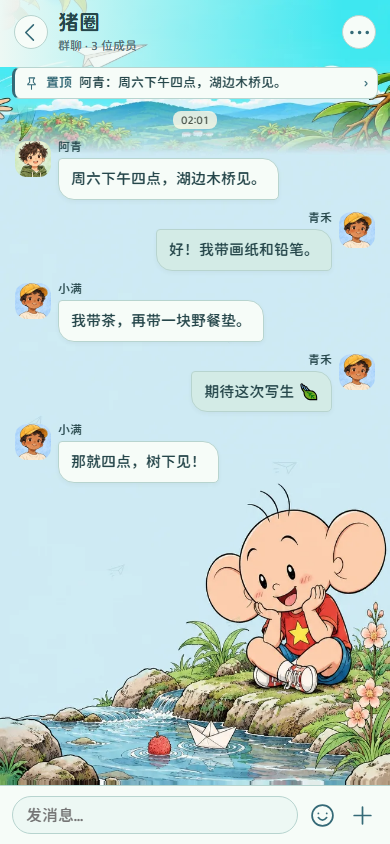 猪圈
群聊 · 3 位成员
置顶 阿青：周六下午四点，湖边木桥见。
02:01
阿青
周六下午四点，湖边木桥见。
青禾
好！我带画纸和铅笔。
小满
我带茶，再带一块野餐垫。
青禾
期待这次写生
小满
那就四点，树下见！
发消息...